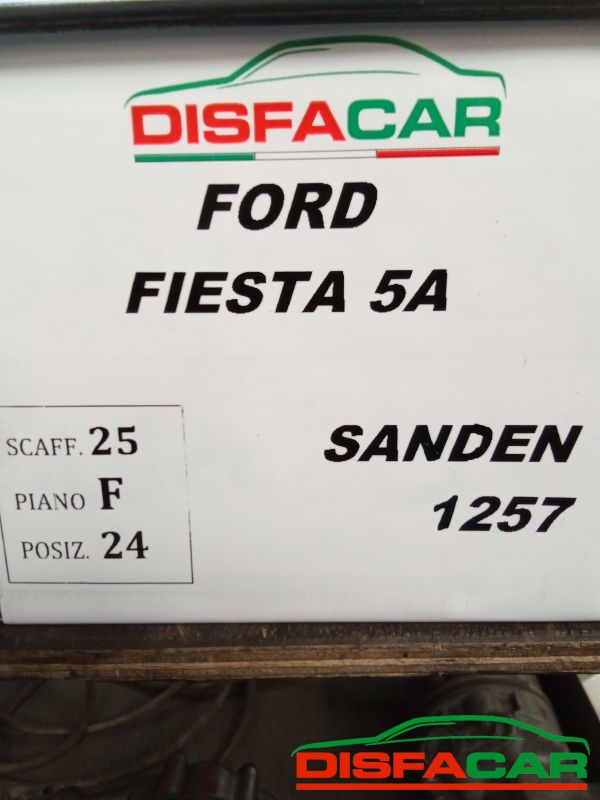 DISFACAR
FORD
FIESTA 5A
SCAFF. 25
PIANO F
POSIZ. 24
SANDEN
1257
DISFACAR